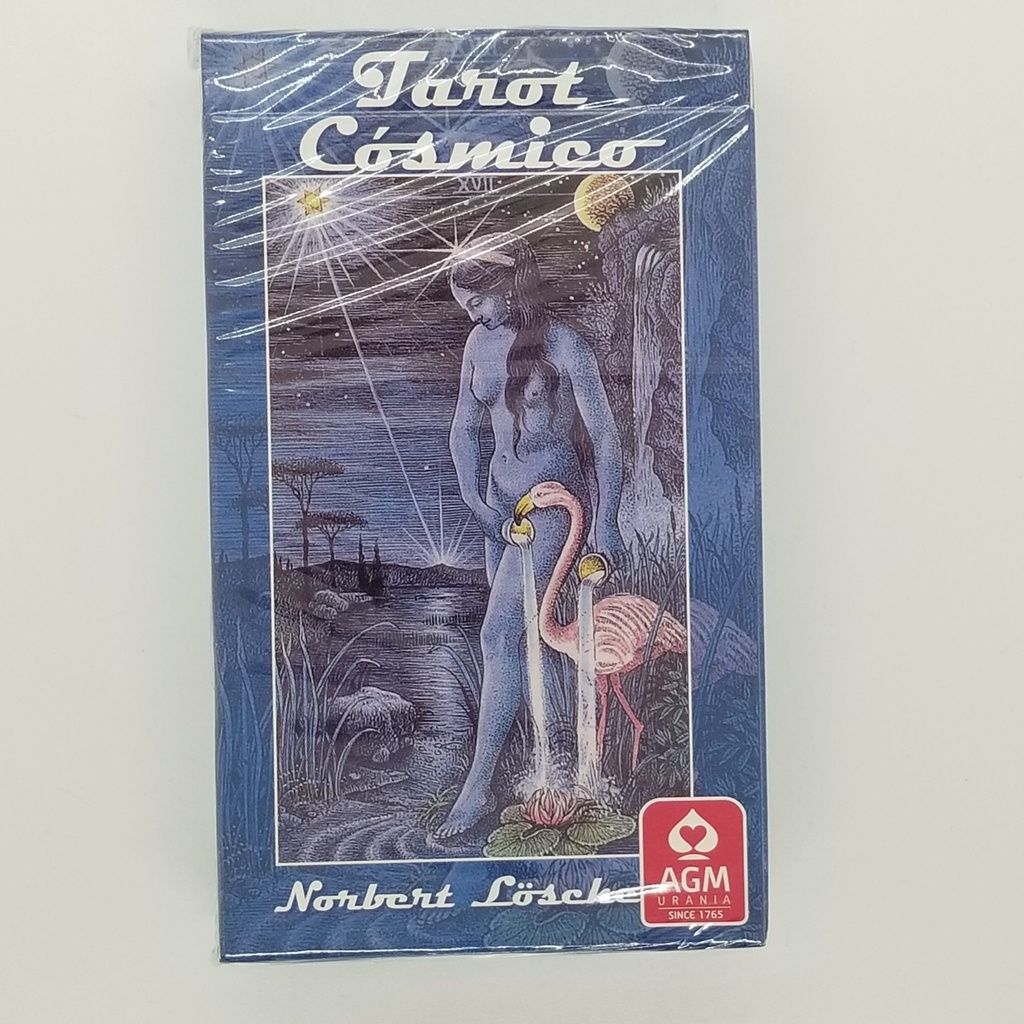 Tarot
Cósmico
XVII
Norbert Lösche
AGM
URANIA
SINCE 1765